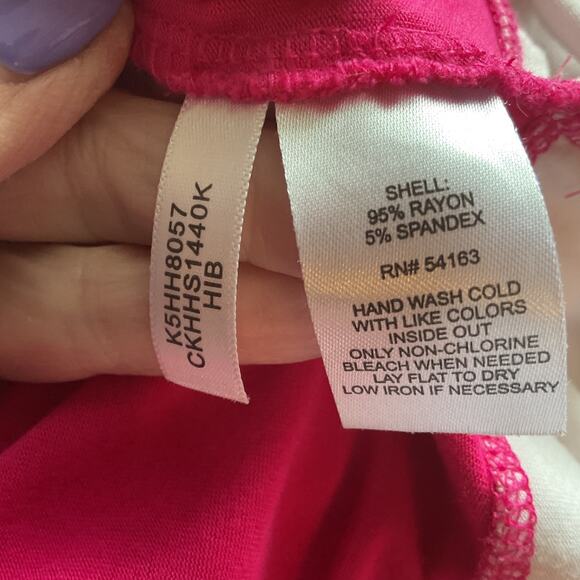 K5HH8057
CKHHS1440K
HIB
SHELL:
95% RAYON
5% SPANDEX
RN# 54163
HAND WASH COLD
WITH LIKE COLORS
INSIDE OUT
ONLY NON-CHLORINE
BLEACH WHEN NEEDED
LAY FLAT TO DRY
LOW IRON IF NECESSARY